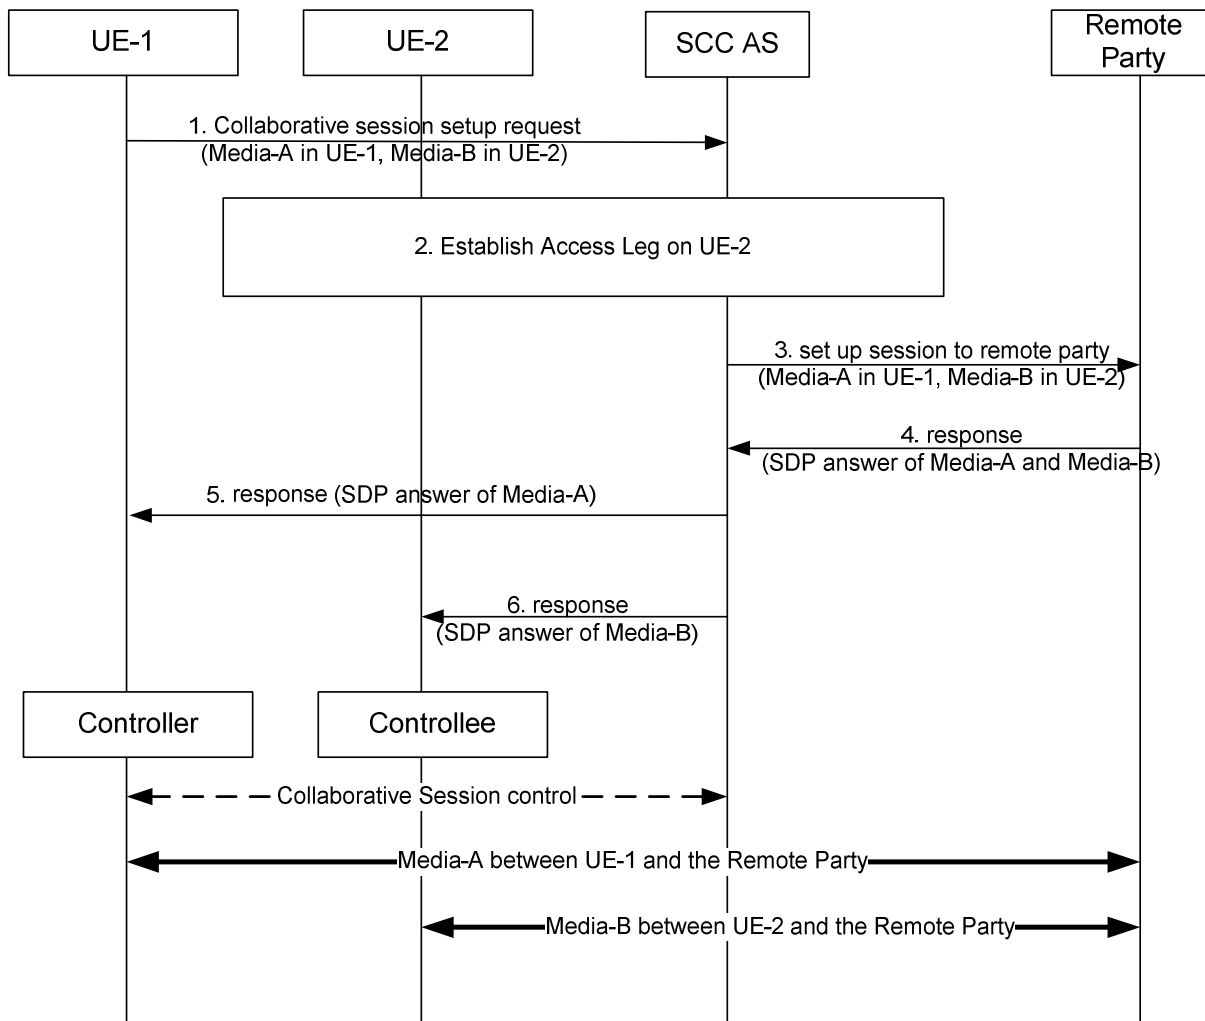 UE-1
UE-2
SCC AS
Remote
Party
1. Collaborative session setup request
(Media-A in UE-1, Media-B in UE-2)
2. Establish Access Leg on UE-2
3. set up session to remote party
(Media-A in UE-1, Media-B in UE-2)
4. response
(SDP answer of Media-A and Media-B)
5. response (SDP answer of Media-A)
6. response
(SDP answer of Media-B)
Controller
Controllee
Collaborative Session control
Media-A between UE-1 and the Remote Party
Media-B between UE-2 and the Remote Party